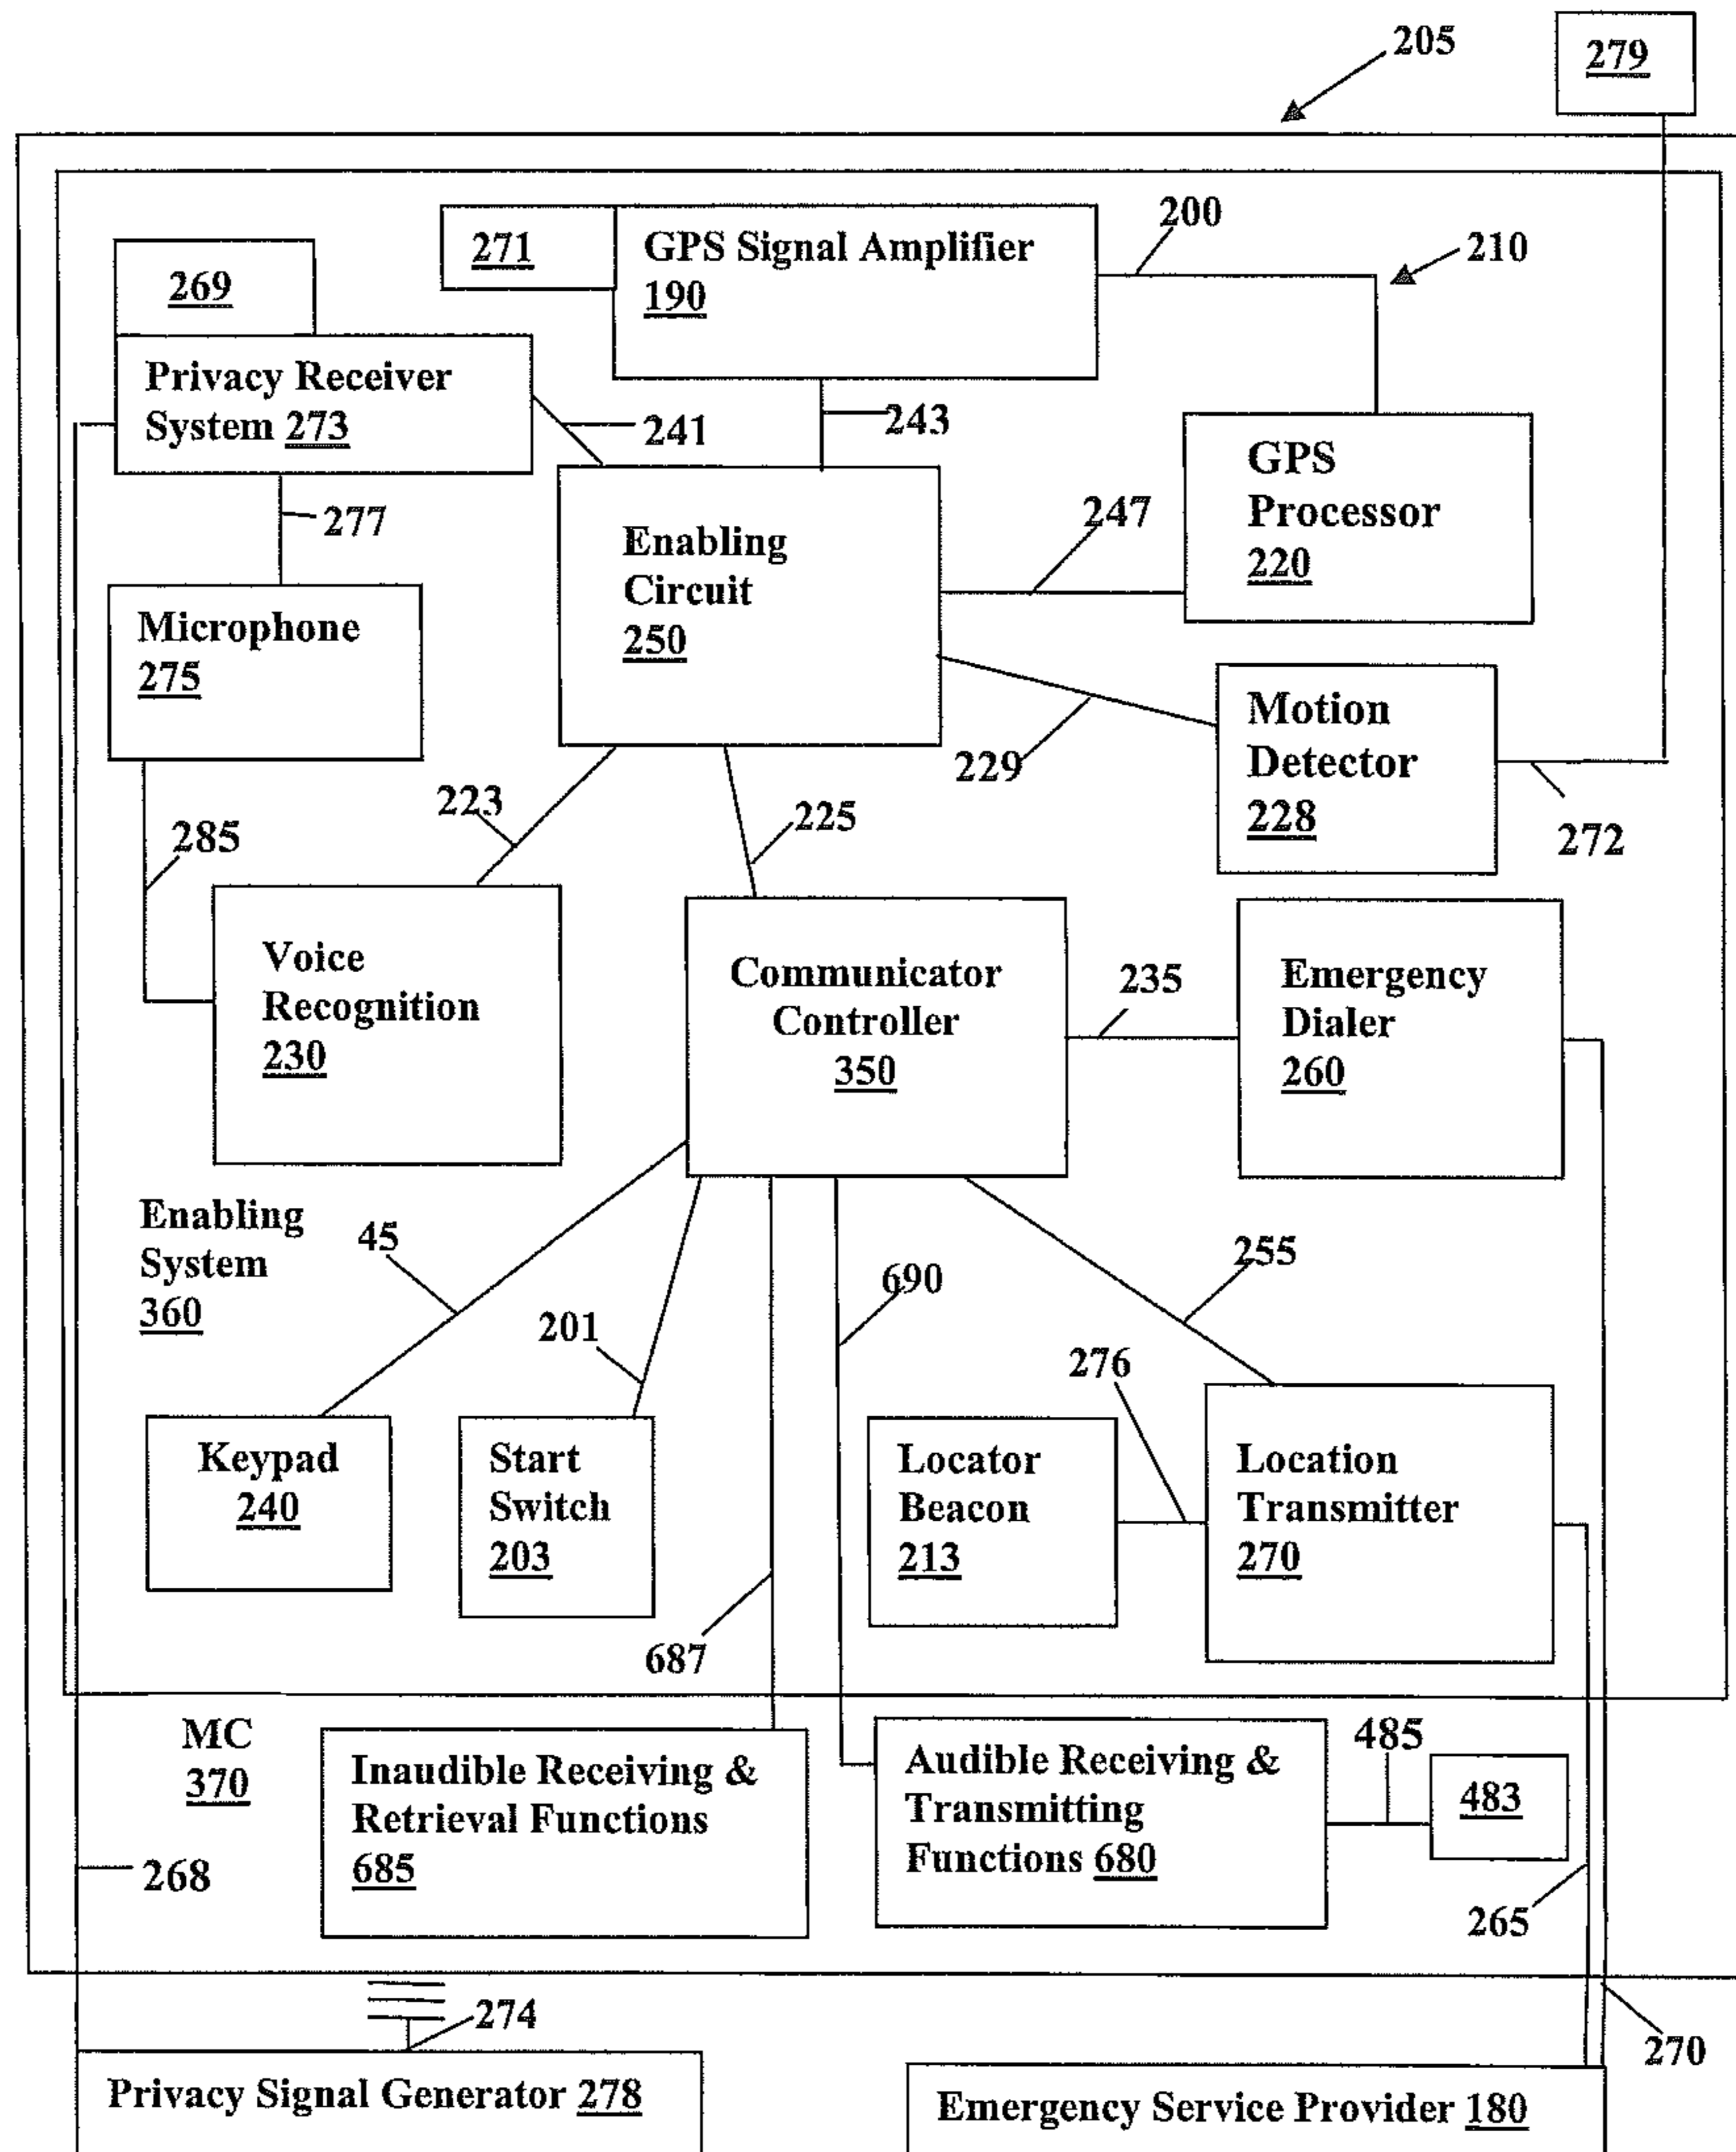 205
279
200
271
GPS Signal Amplifier
190
210
269
Privacy Receiver
System 273
241
243
GPS
Processor
220
277
247
Enabling
Circuit
250
Microphone
275
Motion
Detector
228
229
272
223
225
285
Voice
Recognition
230
Communicator
Controller
350
235
Emergency
Dialer
260
Enabling
System
360
45
201
690
255
276
Keypad
240
Start
Switch
203
Locator
Beacon
213
Location
Transmitter
270
687
MC
370
Inaudible Receiving &
Retrieval Functions
685
Audible Receiving &
Transmitting
Functions 680
485
483
268
265
274
270
Privacy Signal Generator 278
Emergency Service Provider 180